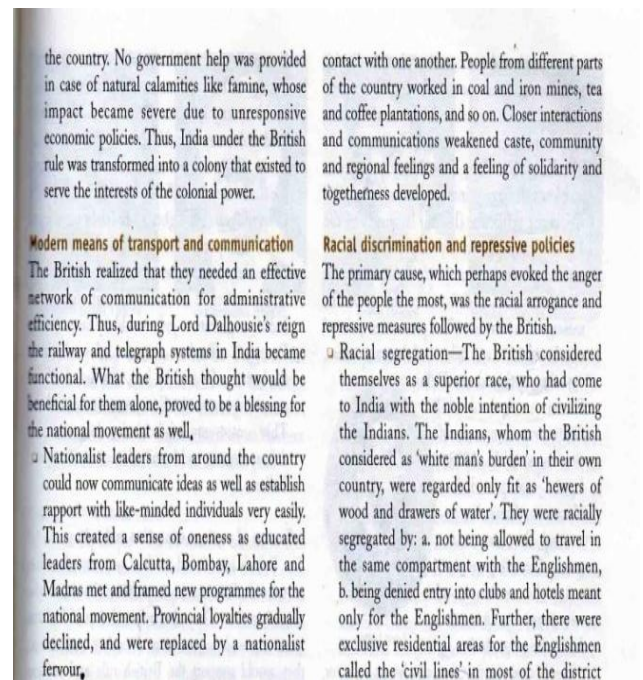 the country. No government help was provided
in case of natural calamities like famine, whose
impact became severe due to unresponsive
economic policies. Thus, India under the British
rule was transformed into a colony that existed to
serve the interests of the colonial power.
Modern means of transport and communication
The British realized that they needed an effective
network of communication for administrative
efficiency. Thus, during Lord Dalhousie's reign
the railway and telegraph systems in India became
functional. What the British thought would be
beneficial for them alone, proved to be a blessing for
the national movement as well,
Nationalist leaders from around the country
could now communicate ideas as well as establish
rapport with like-minded individuals very easily.
This created a sense of oneness as educated
leaders from Calcutta, Bombay, Lahore and
Madras met and framed new programmes for the
national movement. Provincial loyalties gradually
declined, and were replaced by a nationalist
fervour,
contact with one another. People from different parts
of the country worked in coal and iron mines, tea
and coffee plantations, and so on. Closer interactions
and communications weakened caste, community
and regional feelings and a feeling of solidarity and
togetherness developed.
Racial discrimination and repressive policies
The primary cause, which perhaps evoked the anger
of the people the most, was the racial arrogance and
repressive measures followed by the British.
Racial segregation—The British considered
themselves as a superior race, who had come
to India with the noble intention of civilizing
the Indians. The Indians, whom the British
considered as 'white man's burden' in their own
country, were regarded only fit as 'hewers of
wood and drawers of water'. They were racially
segregated by: a. not being allowed to travel in
the same compartment with the Englishmen,
b. being denied entry into clubs and hotels meant
only for the Englishmen. Further, there were
exclusive residential areas for the Englishmen
called the 'civil lines' in most of the district